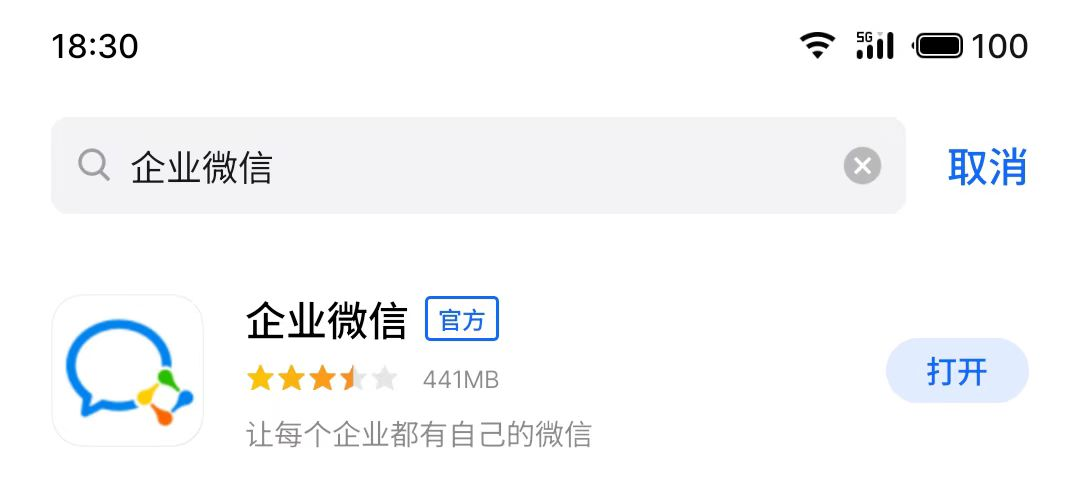 18:30 5G 100
企业微信 取消
企业微信 官方
441MB
打开
让每个企业都有自己的微信